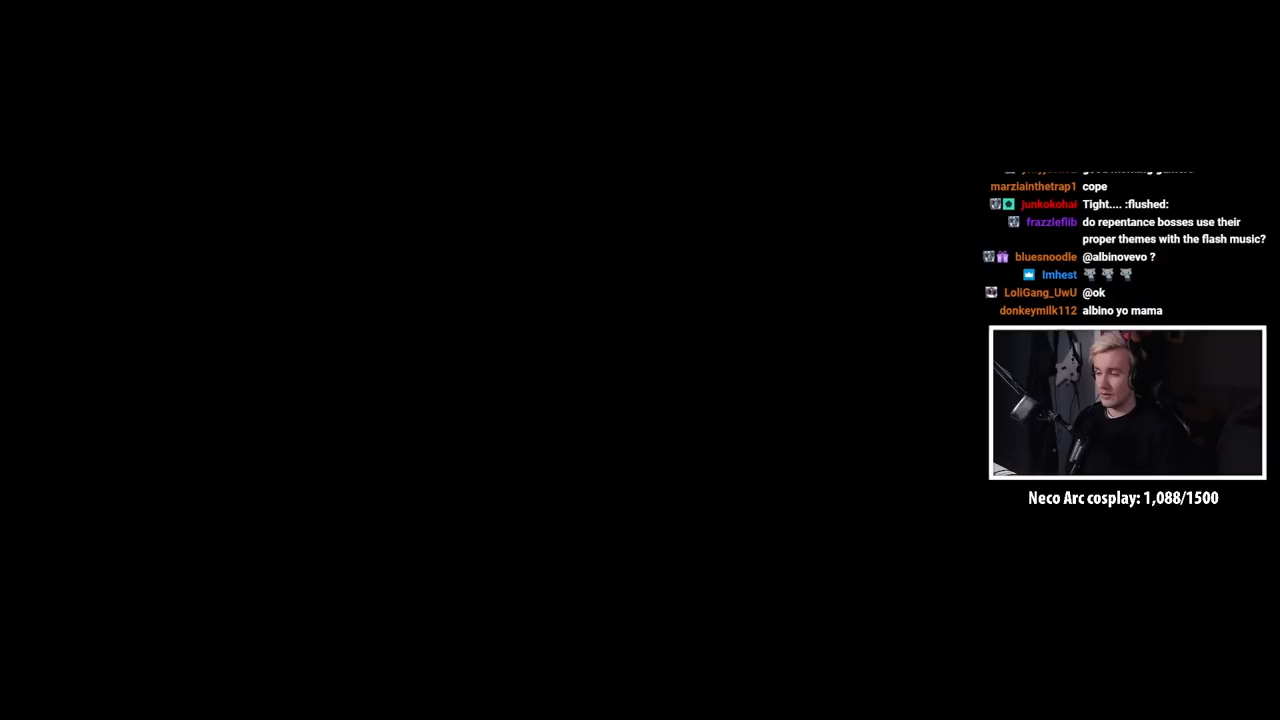 marziainthetrap1 cope
junkokohai Tight.... :flushed:
frazzleflib do repentance bosses use their
proper themes with the flash music?
bluesnoodle @albinovevo ?
lmhest
LoliGang_UwU @ok
donkeymilk112 albino yo mama
Neco Arc cosplay: 1,088/1500